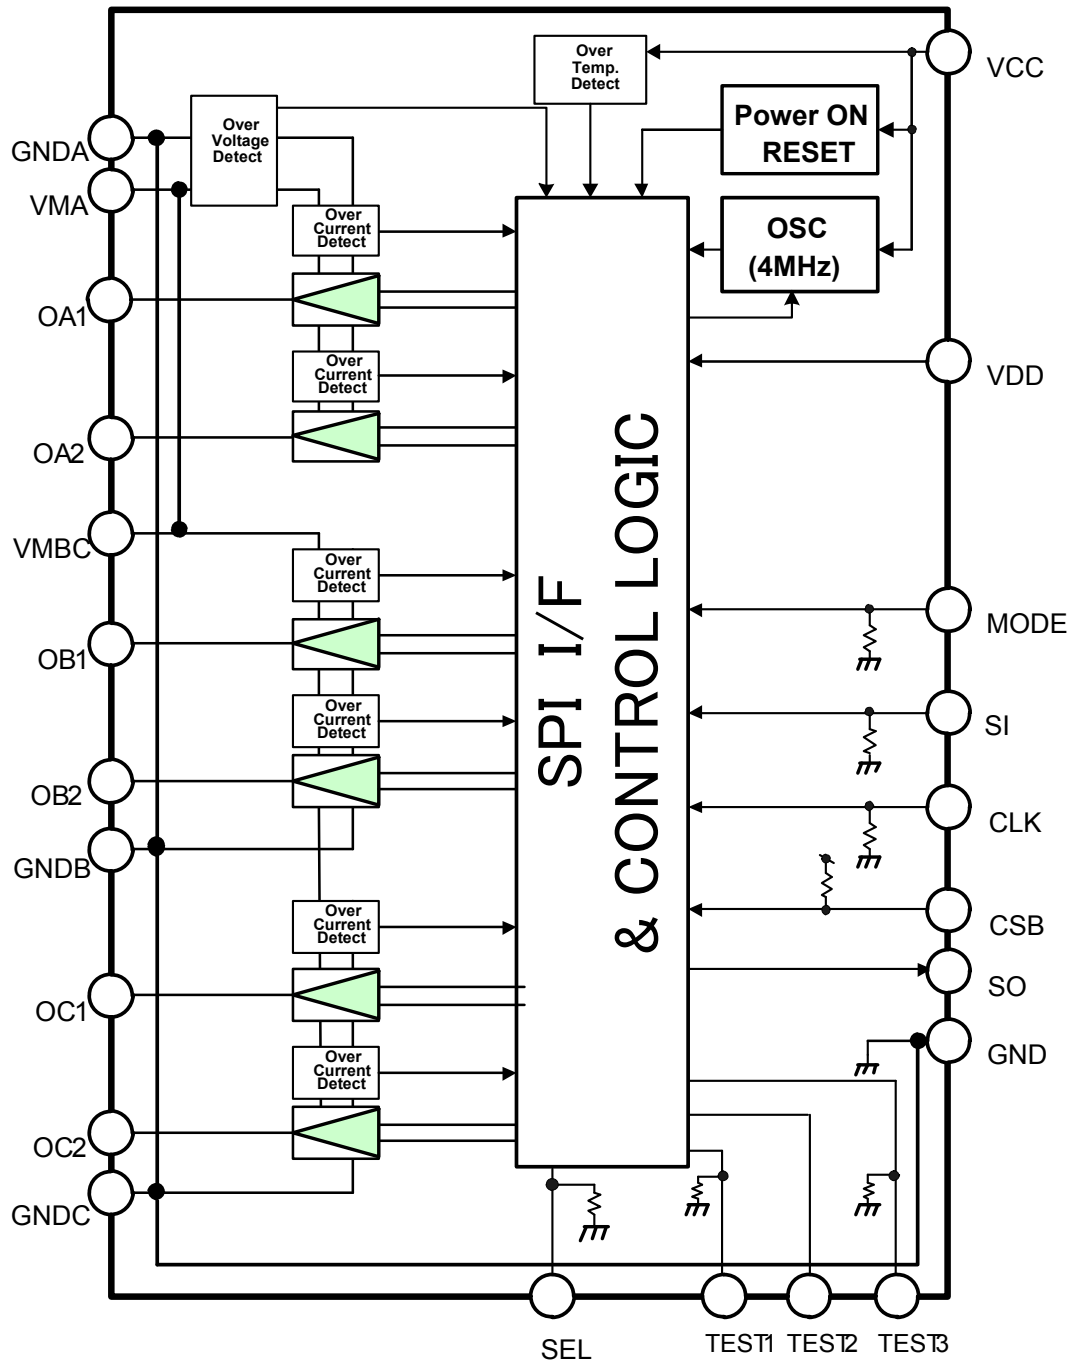 VCC
Over
Temp.
Detect
Power ON
RESET
Over
Voltage
Detect
GNDA
VMA
Over
Current
Detect
OSC
(4MHz)
OA1
Over
Current
Detect
VDD
OA2
VMBC
Over
Current
Detect
SPI I/F
& CONTROL LOGIC
MODE
OB1
Over
Current
Detect
SI
OB2
CLK
GNDB
Over
Current
Detect
CSB
OC1
SO
Over
Current
Detect
GND
OC2
GNDC
SEL
TEST1
TEST2
TEST3